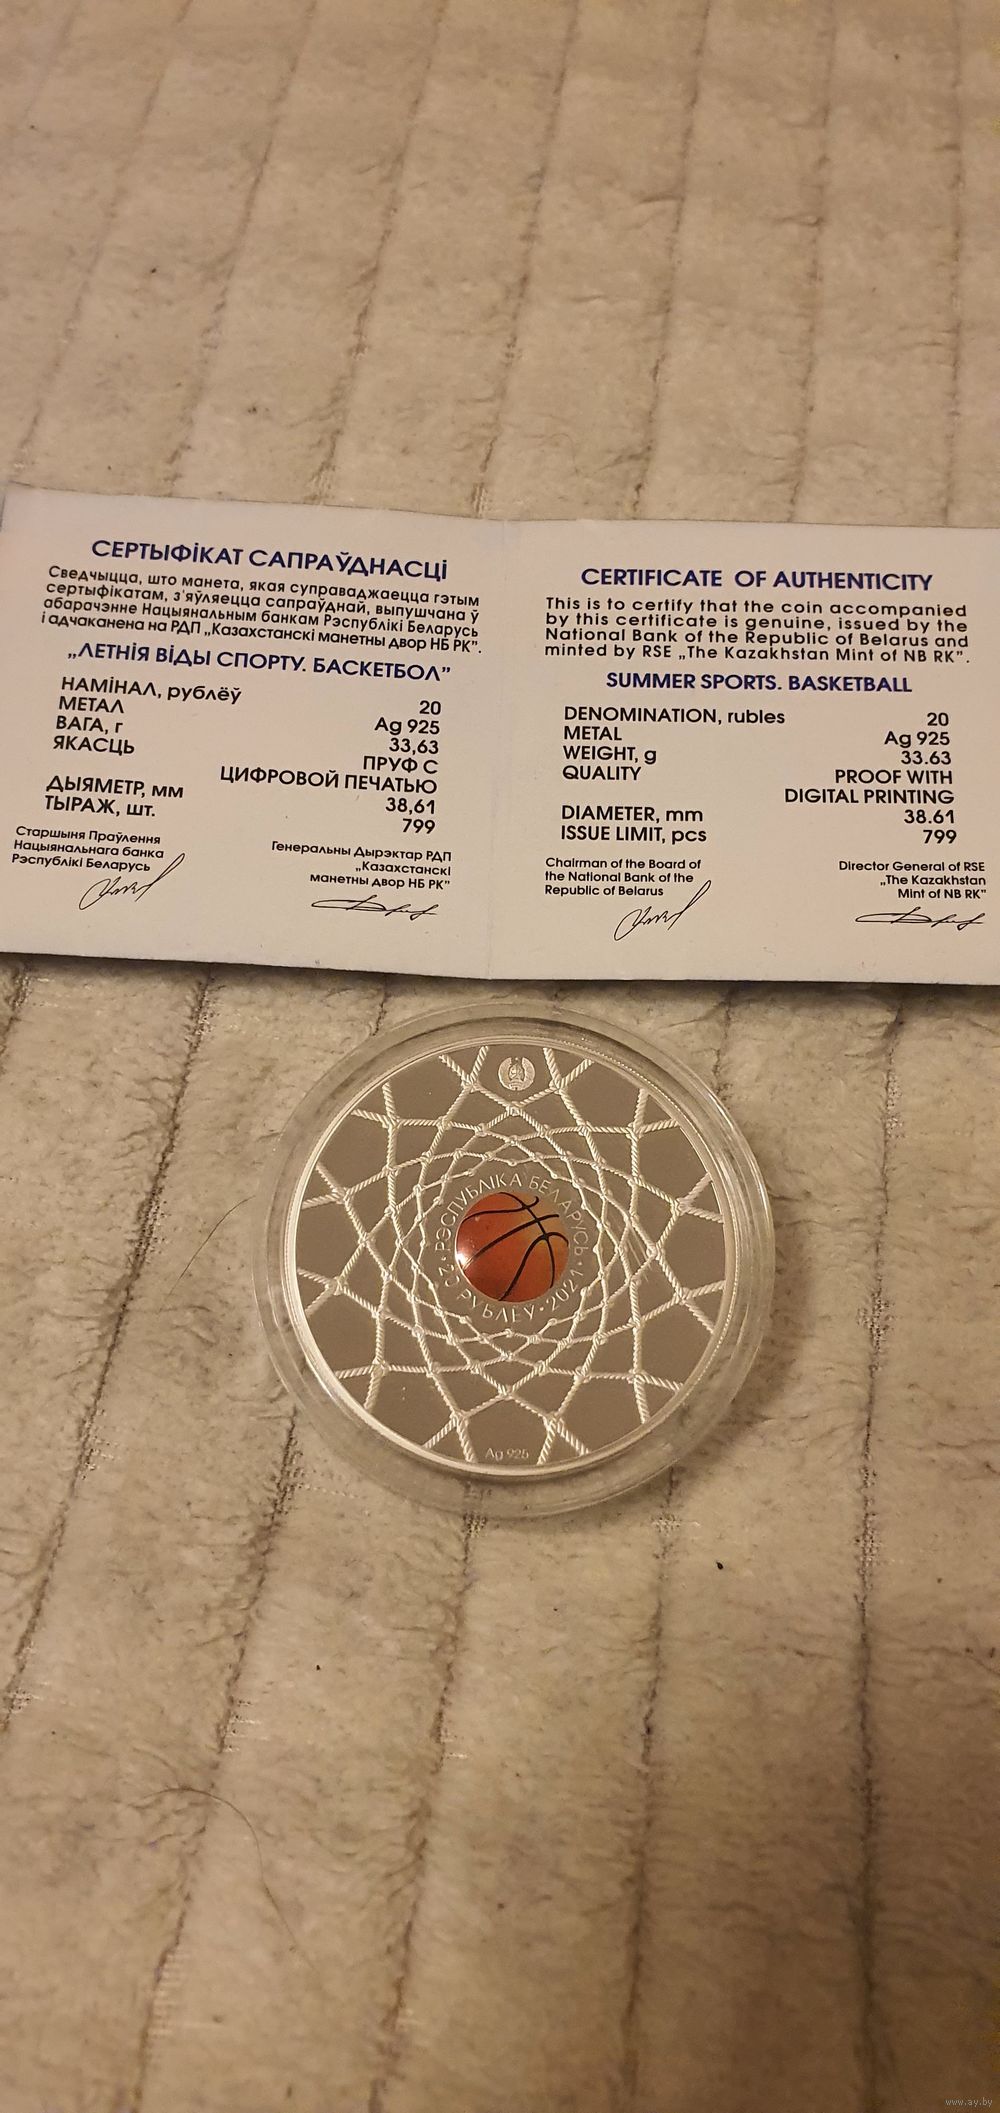 СЕРТЫФІКАТ САПРАЎДНАСЦІ
Сведчыцца, што манета, якая суправаджаецца гэтым
сертыфікатам, з'яўляецца сапраўднай, выпушчана ў
абарачэнне Нацыянальным банкам Рэспублікі Беларусь
і адчаканена на РДП „Казахстанскі манетны двор НБ РК”.
„ЛЕТНІЯ ВІДЫ СПОРТУ. БАСКЕТБОЛ”
НАМІНАЛ, рублёў 20
МЕТАЛ Ag 925
ВАГА, г 33,63
ЯКАСЦЬ ПРУФ С
ЦИФРОВОЙ ПЕЧАТЬЮ
ДЫЯМЕТР, мм 38,61
ТЫРАЖ, шт. 799
Старшыня Праўлення
Нацыянальнага банка
Рэспублікі Беларусь
Генеральны Дырэктар РДП
„Казахстанскі
манетны двор НБ РК”
CERTIFICATE OF AUTHENTICITY
This is to certify that the coin accompanied
by this certificate is genuine, issued by the
National Bank of the Republic of Belarus and
minted by RSE „The Kazakhstan Mint of NB RK”.
SUMMER SPORTS. BASKETBALL
DENOMINATION, rubles 20
METAL Ag 925
WEIGHT, g 33.63
QUALITY PROOF WITH
DIGITAL PRINTING
DIAMETER, mm 38.61
ISSUE LIMIT, pcs 799
Chairman of the Board of
the National Bank of the
Republic of Belarus
Director General of RSE
„The Kazakhstan
Mint of NB RK”
РЭСПУБЛІКА БЕЛАРУСЬ
20 РУБЛЁЎ • 2021
Ag 925
www.ay.by